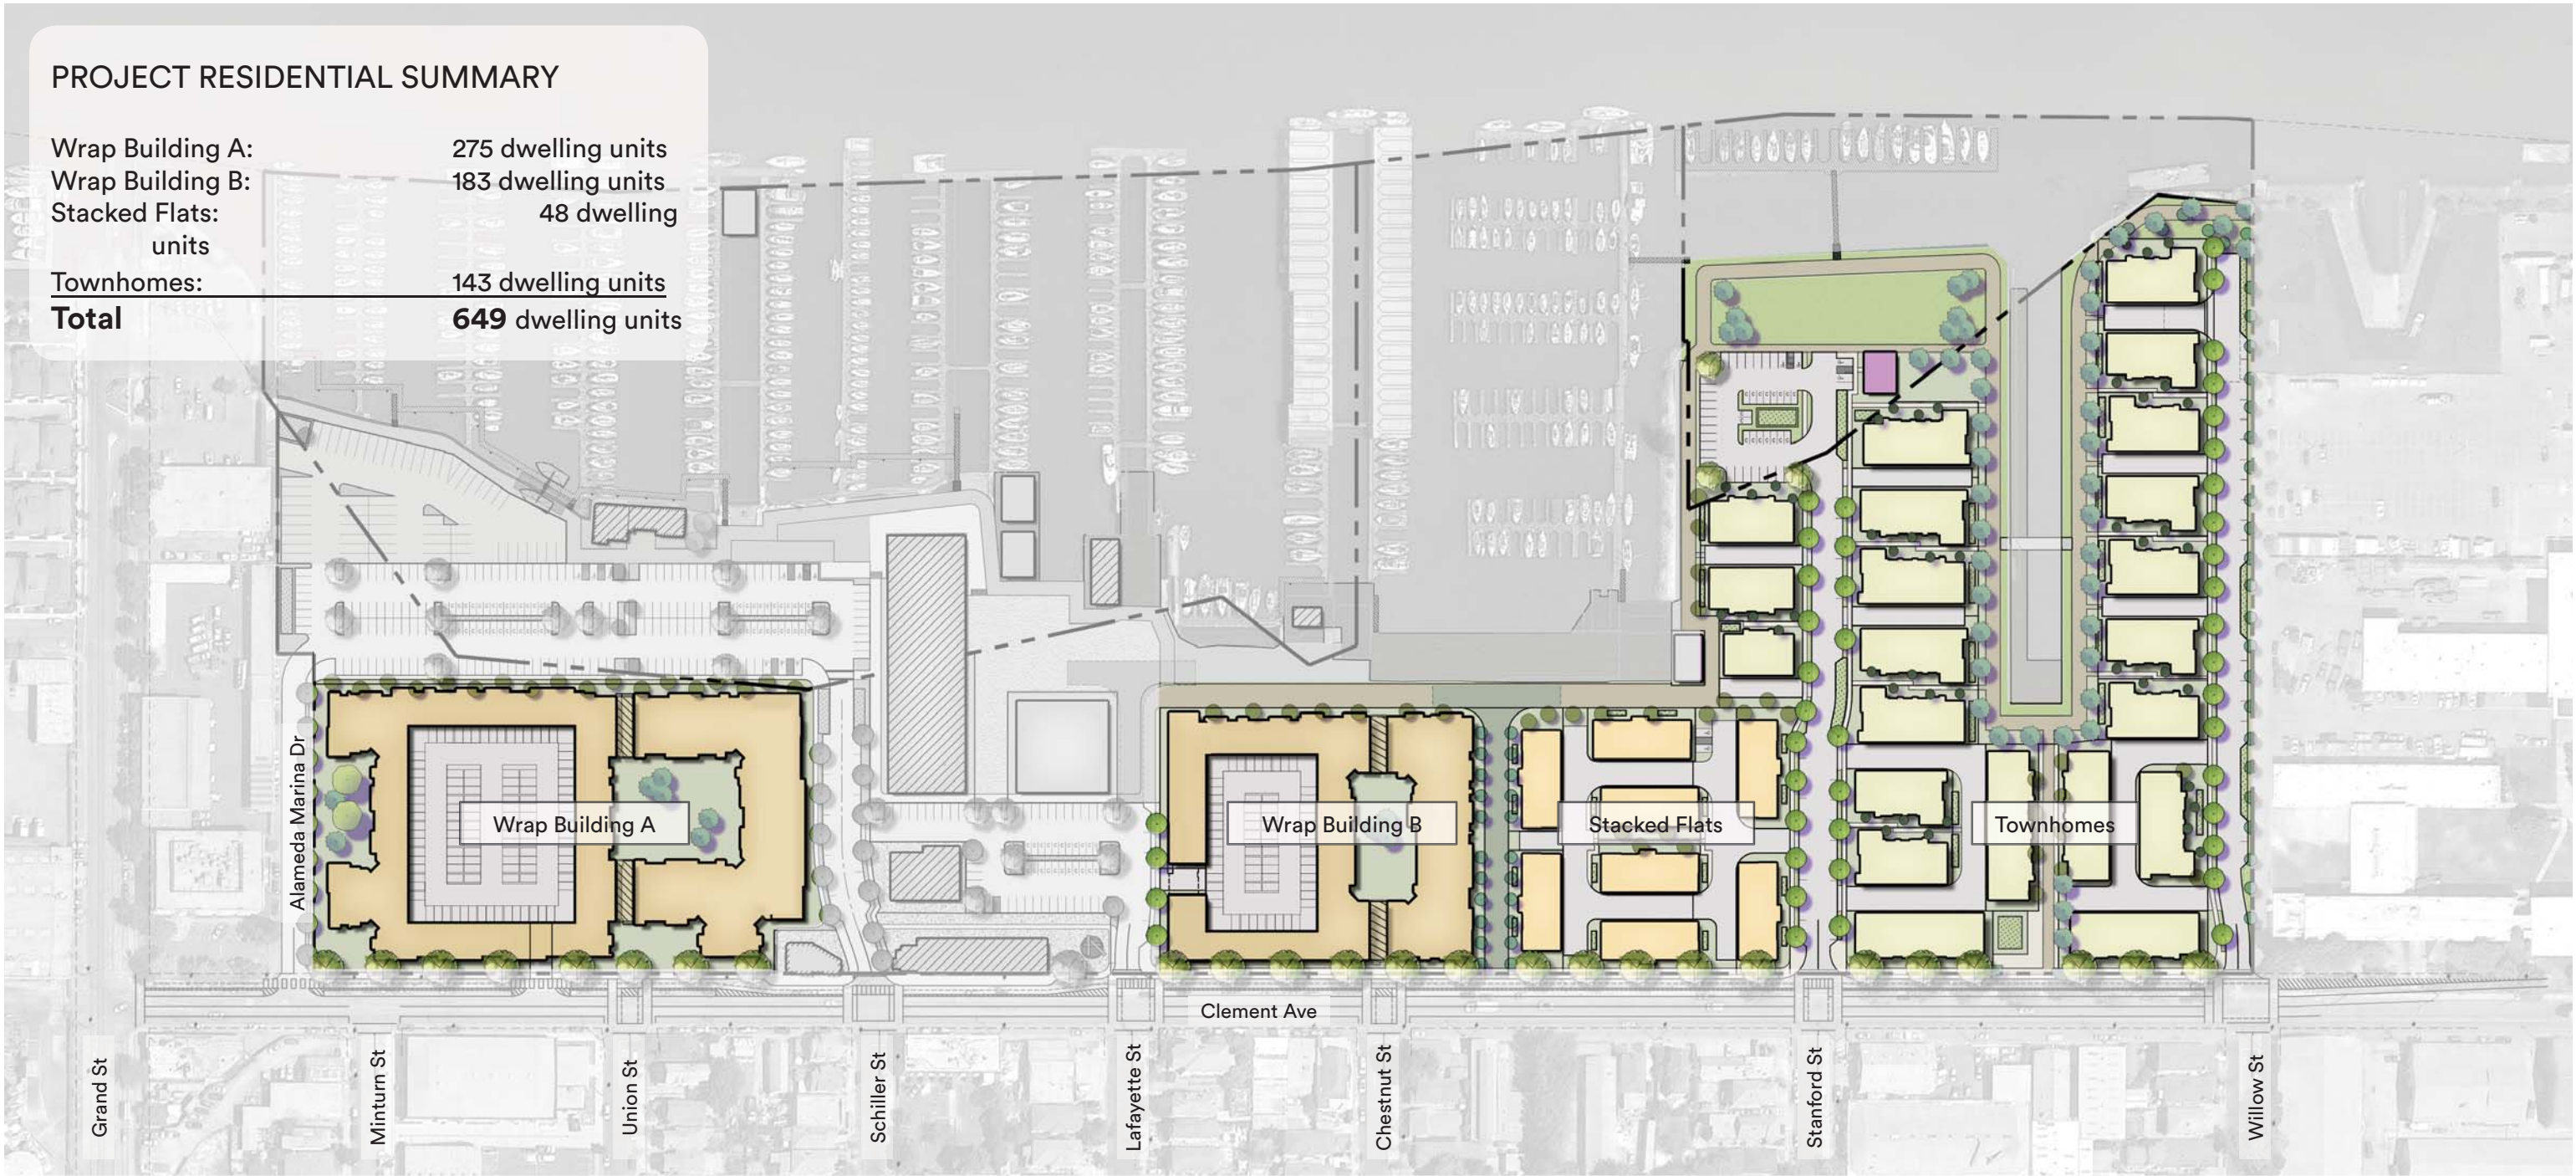 PROJECT RESIDENTIAL SUMMARY
Wrap Building A: 275 dwelling units
Wrap Building B: 183 dwelling units
Stacked Flats: 48 dwelling
units
Townhomes: 143 dwelling units
Total 649 dwelling units
Alameda Marina Dr
Wrap Building A
Wrap Building B
Stacked Flats
Townhomes
Clement Ave
Grand St
Minturn St
Union St
Schiller St
Lafayette St
Chestnut St
Stanford St
Willow St